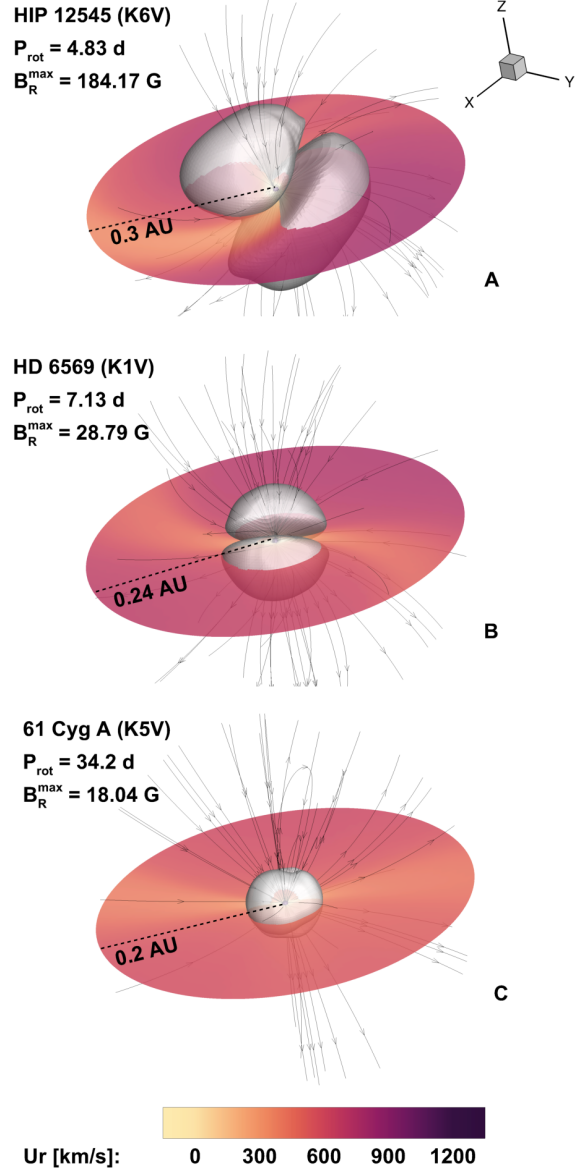 HIP 12545 (K6V)
P_rot = 4.83 d
B_R^max = 184.17 G
Z
Y
X
0.3 AU
A
HD 6569 (K1V)
P_rot = 7.13 d
B_R^max = 28.79 G
0.24 AU
B
61 Cyg A (K5V)
P_rot = 34.2 d
B_R^max = 18.04 G
0.2 AU
C
Ur [km/s]: 0 300 600 900 1200